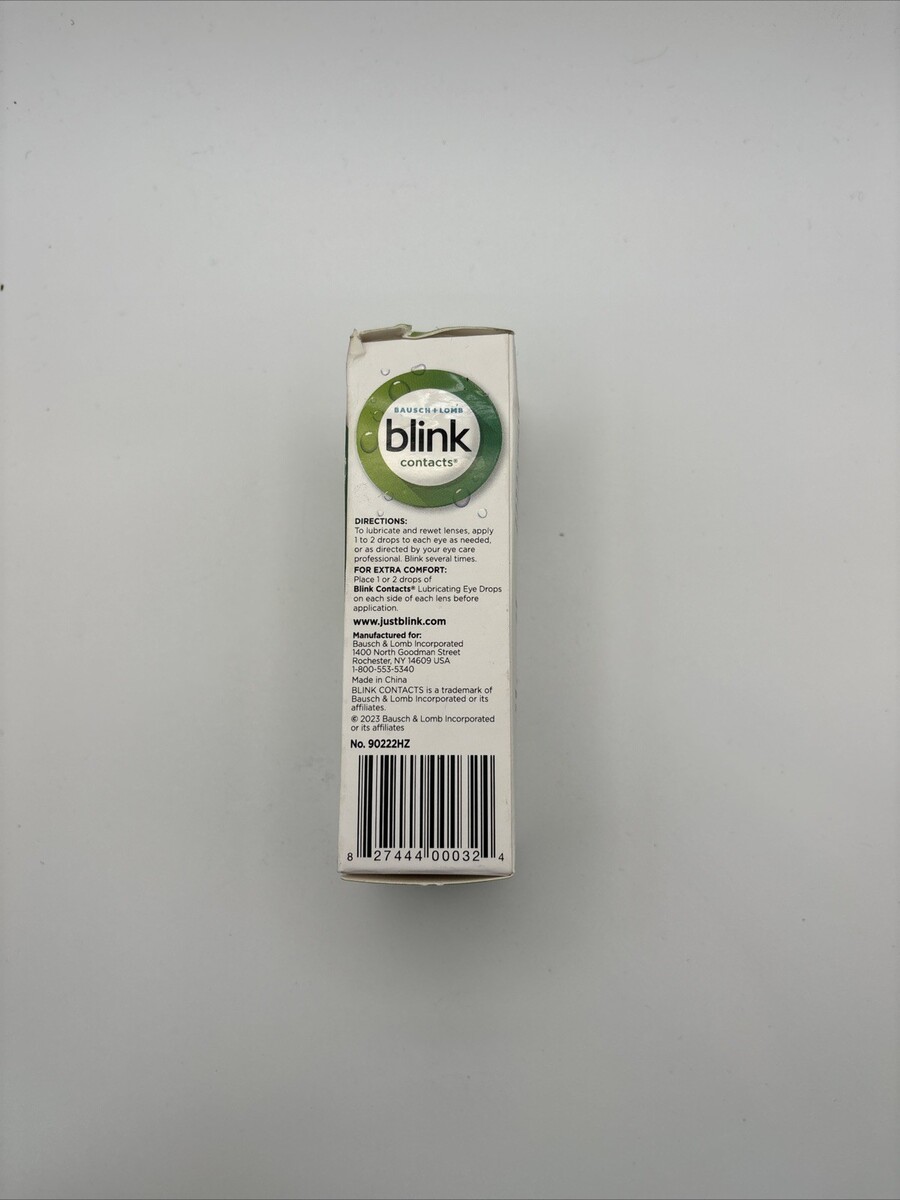 BAUSCH + LOMB
blink
contacts®
DIRECTIONS:
To lubricate and rewet lenses, apply
1 to 2 drops to each eye as needed,
or as directed by your eye care
professional. Blink several times.
FOR EXTRA COMFORT:
Place 1 or 2 drops of
Blink Contacts® Lubricating Eye Drops
on each side of each lens before
application.
www.justblink.com
Manufactured for:
Bausch & Lomb Incorporated
1400 North Goodman Street
Rochester, NY 14609 USA
1-800-553-5340
Made in China
BLINK CONTACTS is a trademark of
Bausch & Lomb Incorporated or its
affiliates.
© 2023 Bausch & Lomb Incorporated
or its affiliates
No. 90222HZ
8 27444 00032 4